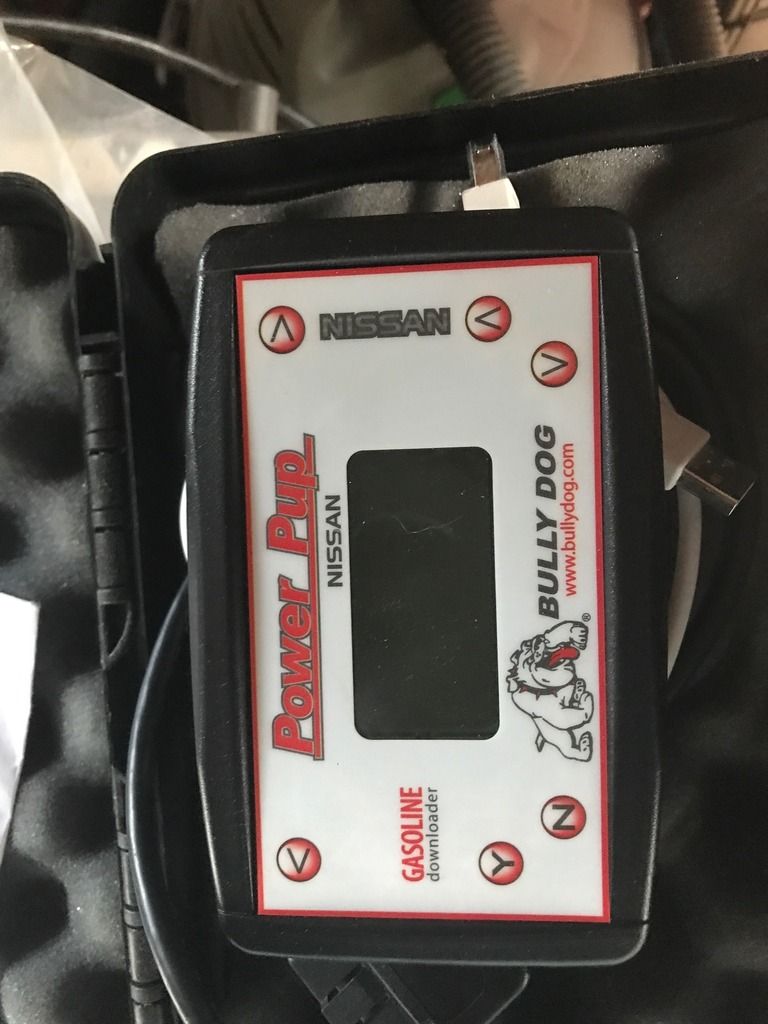 Power Pup
NISSAN
<
>
NISSAN
GASOLINE
downloader
Y
N
^
v
BULLY DOG
®
www.bullydog.com